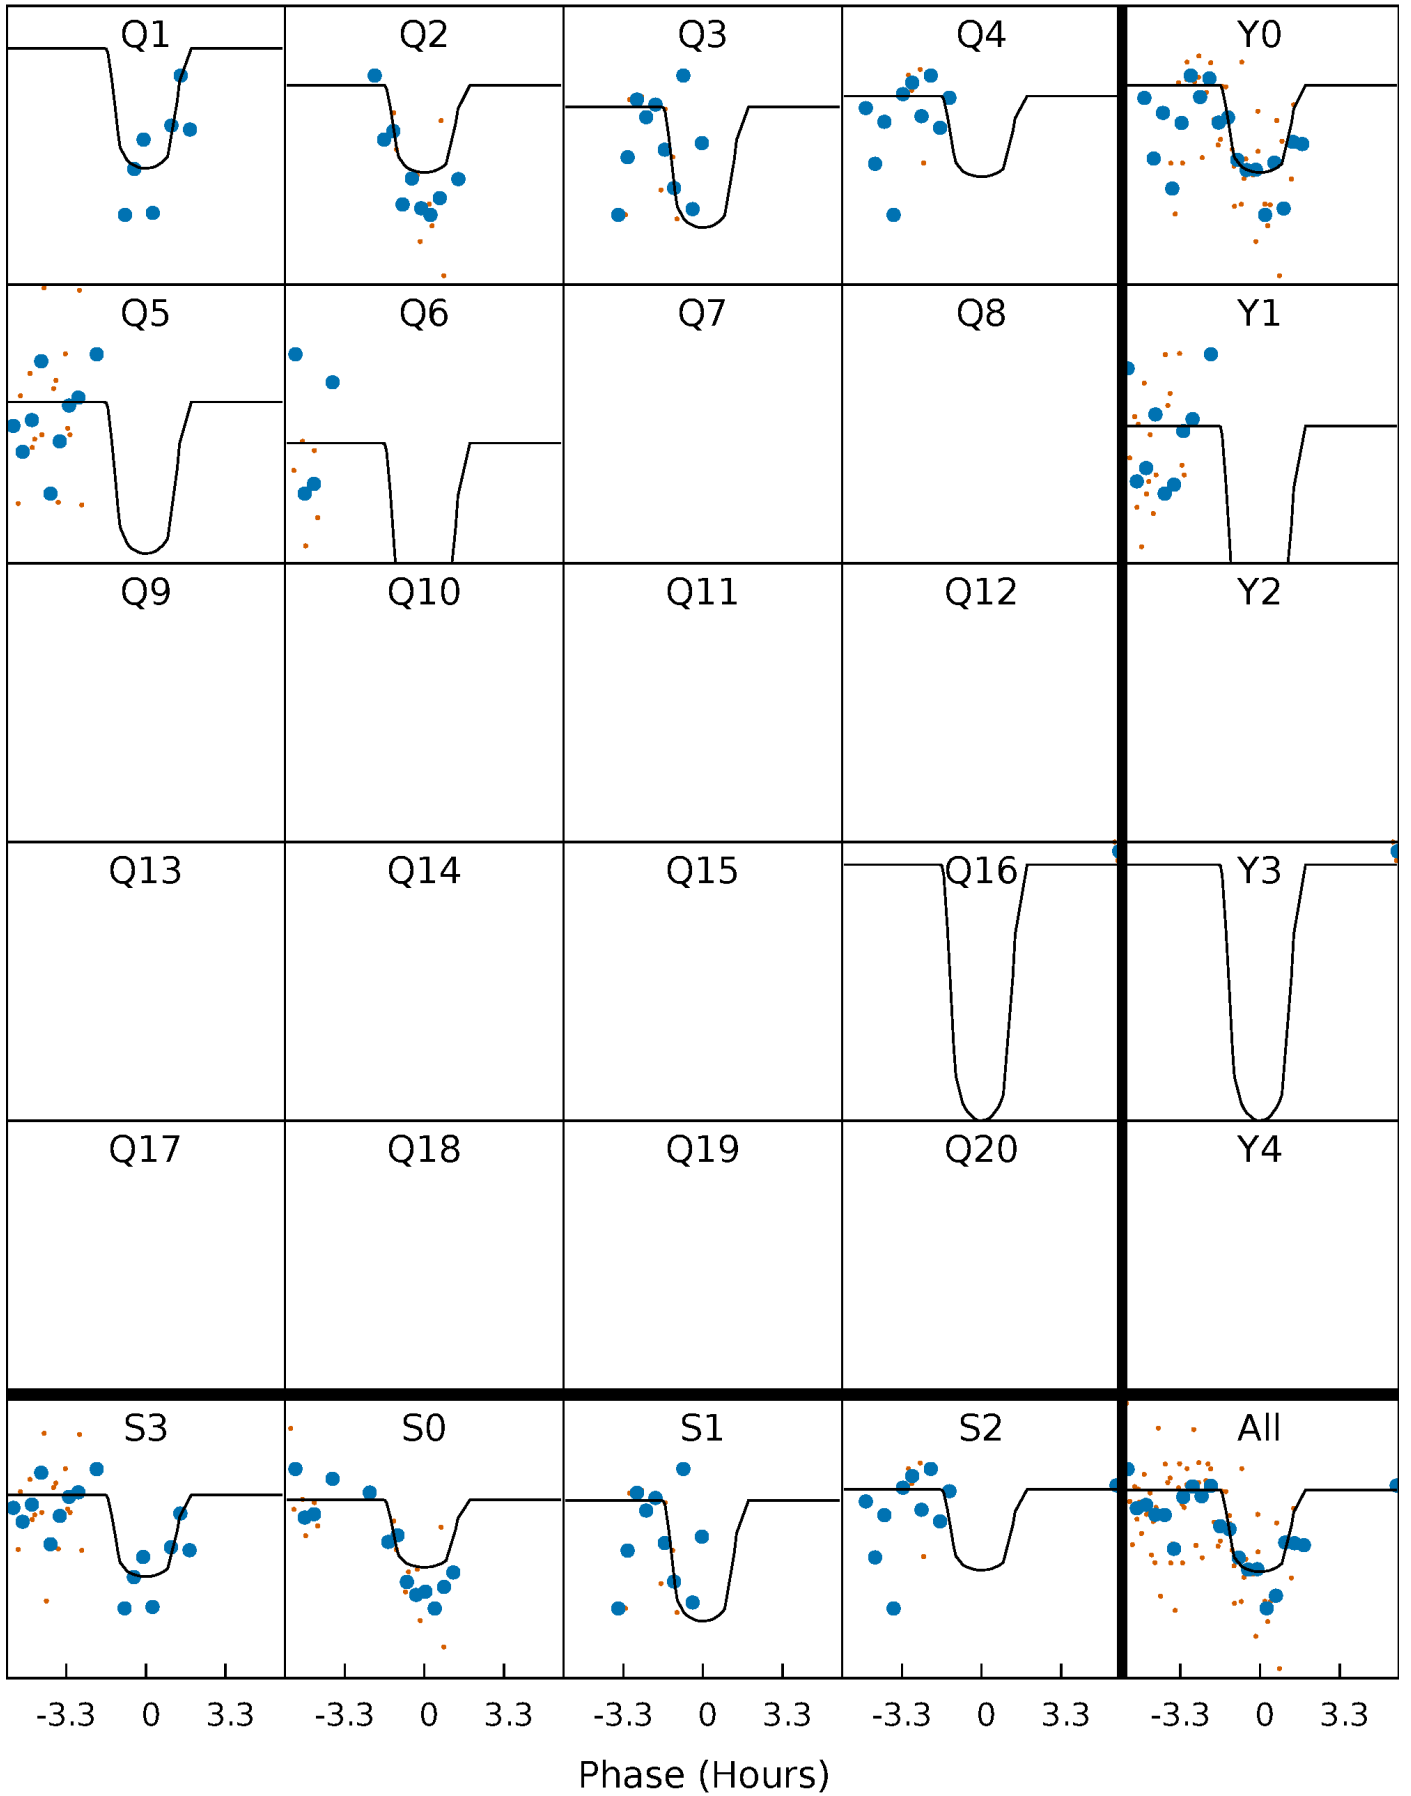 Q1 Q2 Q3 Q4 Y0
Q5 Q6 Q7 Q8 Y1
Q9 Q10 Q11 Q12 Y2
Q13 Q14 Q15 Q16 Y3
Q17 Q18 Q19 Q20 Y4
S3 S0 S1 S2 All
-3.3 0 3.3 -3.3 0 3.3 -3.3 0 3.3 -3.3 0 3.3 -3.3 0 3.3
Phase (Hours)